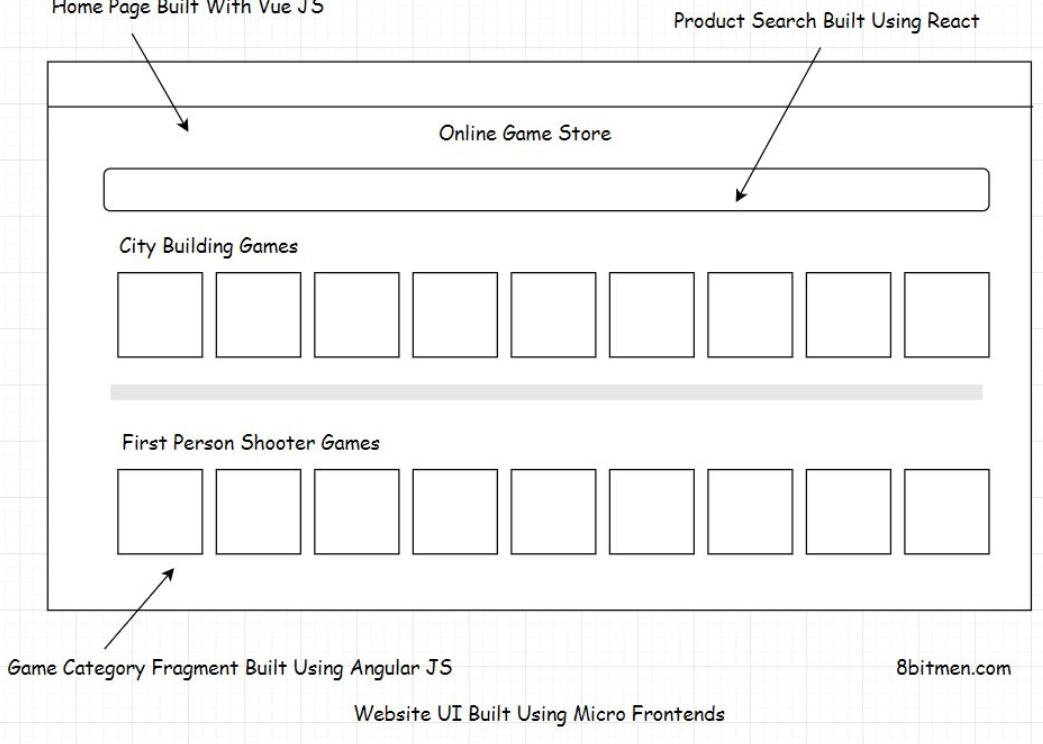 Home Page Built With Vue JS
Product Search Built Using React
Online Game Store
City Building Games
First Person Shooter Games
Game Category Fragment Built Using Angular JS
8bitmen.com
Website UI Built Using Micro Frontends